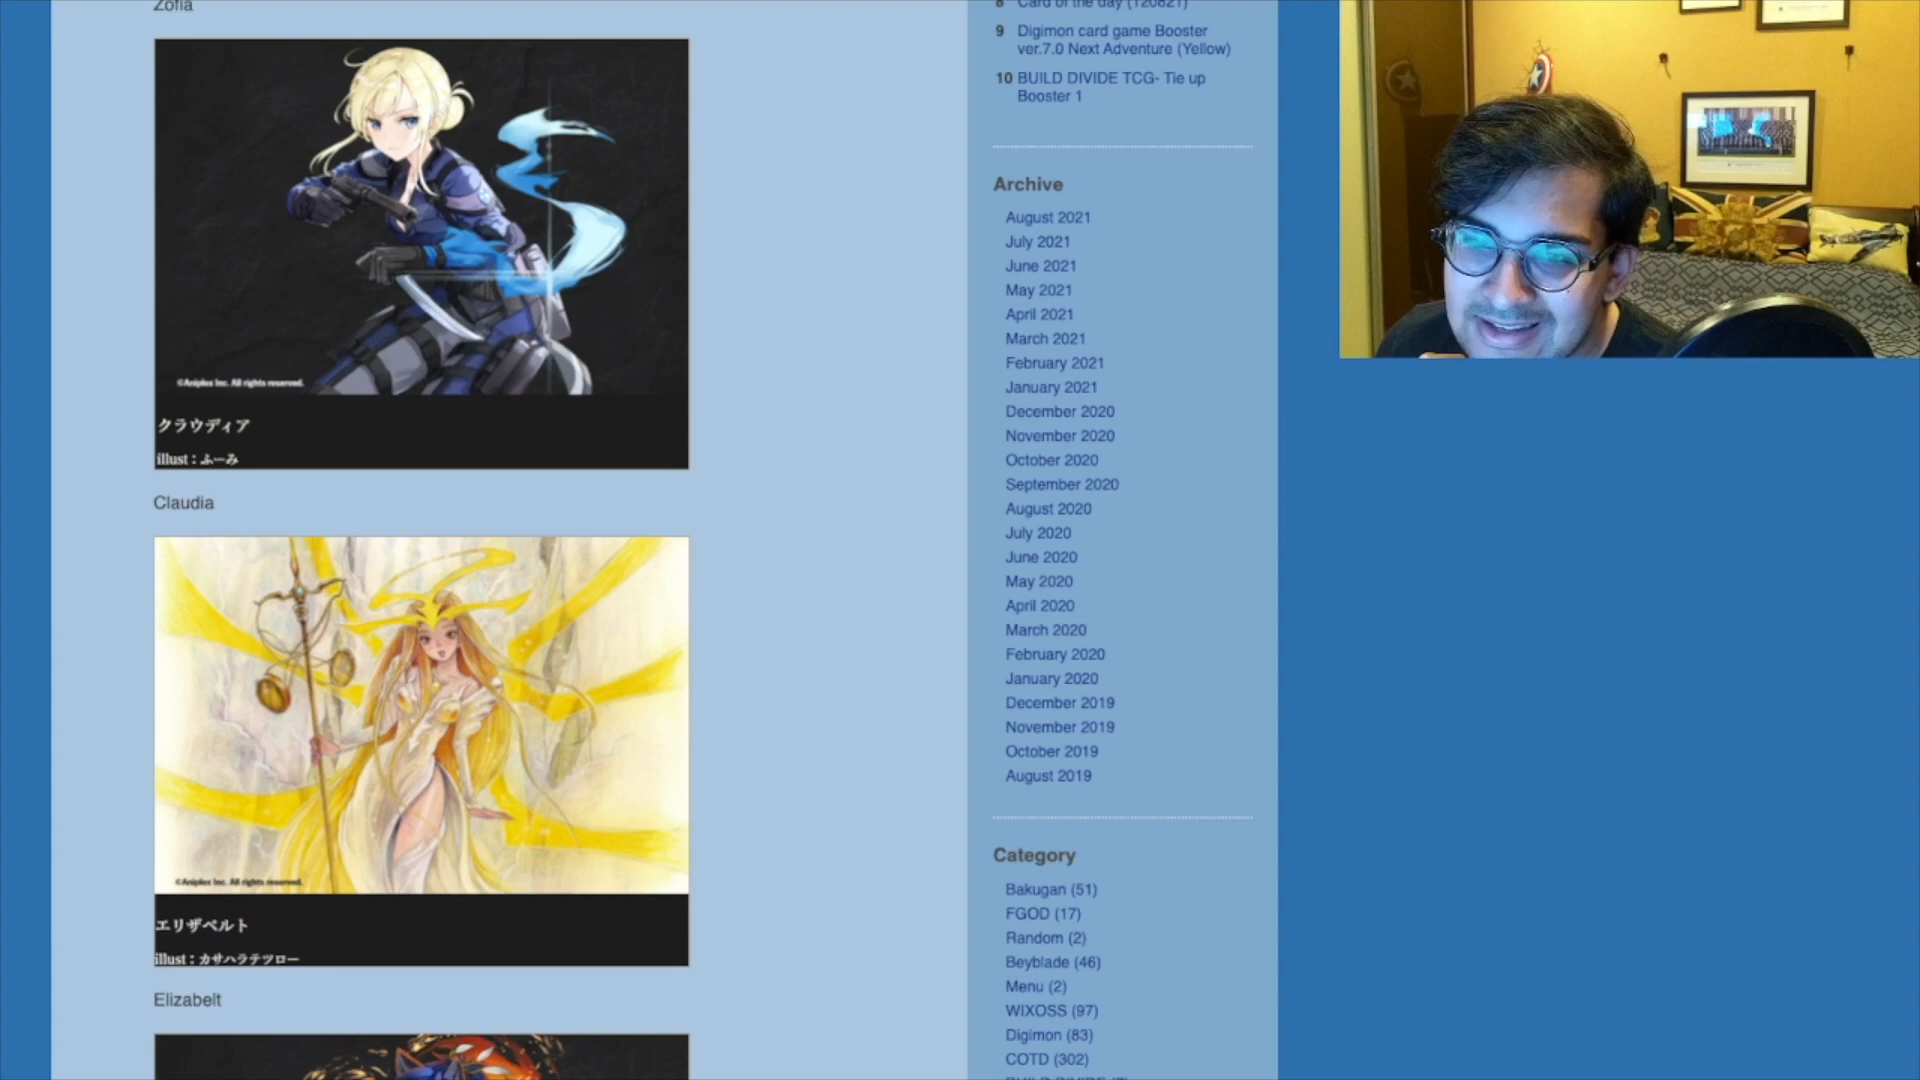 Zofia
©Aniplex Inc. All rights reserved.
クラウディア
illust：ふーみ
Claudia
©Aniplex Inc. All rights reserved.
エリザベルト
illust：カサハラテツロー
Elizabelt
8 Card of the day (120821)
9 Digimon card game Booster
ver.7.0 Next Adventure (Yellow)
10 BUILD DIVIDE TCG- Tie up
Booster 1
Archive
August 2021
July 2021
June 2021
May 2021
April 2021
March 2021
February 2021
January 2021
December 2020
November 2020
October 2020
September 2020
August 2020
July 2020
June 2020
May 2020
April 2020
March 2020
February 2020
January 2020
December 2019
November 2019
October 2019
August 2019
Category
Bakugan (51)
FGOD (17)
Random (2)
Beyblade (46)
Menu (2)
WIXOSS (97)
Digimon (83)
COTD (302)